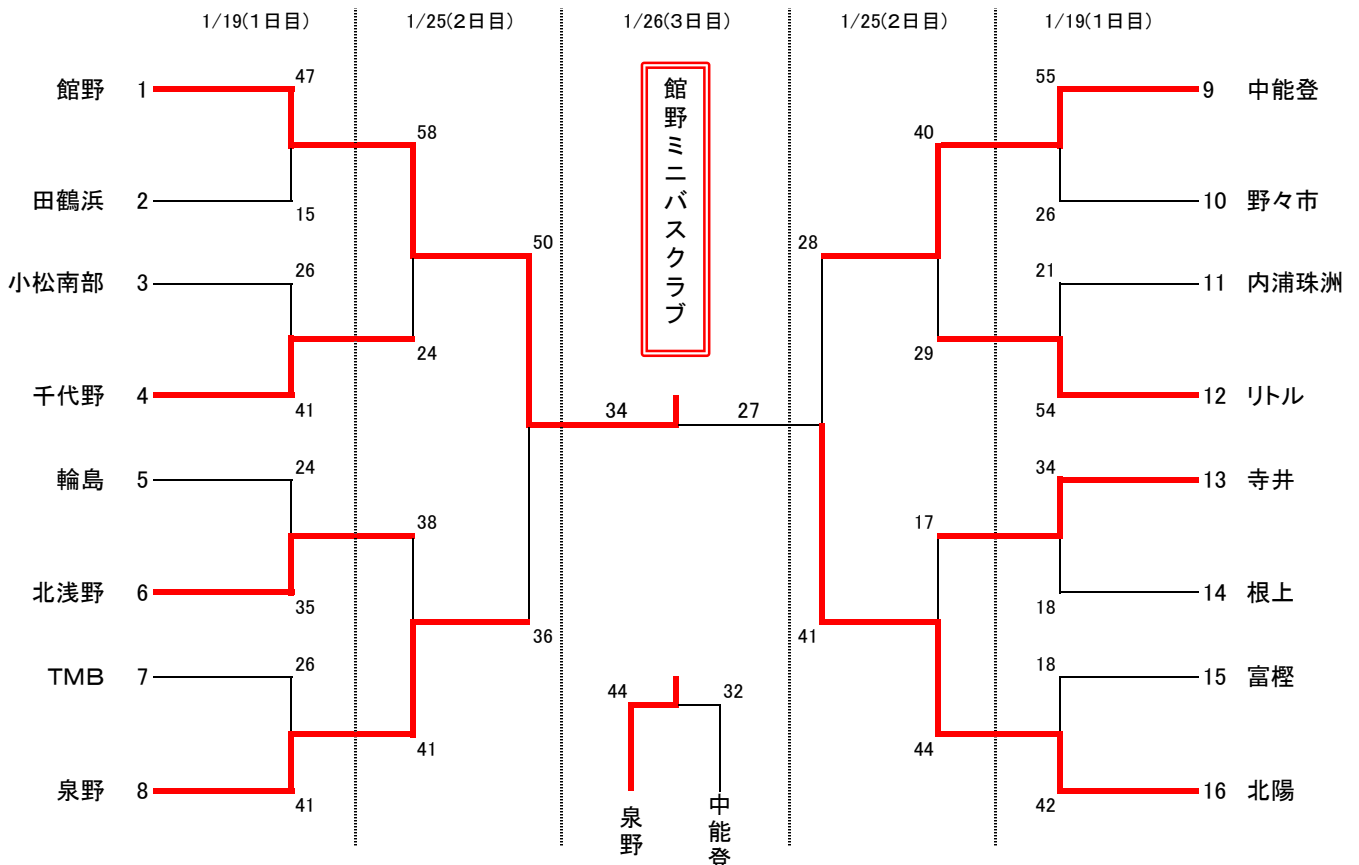 1/19(1日目) 1/25(2日目) 1/26(3日目) 1/25(2日目) 1/19(1日目)
館野ミニバスクラブ
47 55
館野 1 9 中能登
58 40
田鶴浜 2 10 野々市
15 26
50 28
26 21
小松南部 3 11 内浦珠洲
24 29
千代野 4 12 リトル
41 34 27 54
24 34
輪島 5 13 寺井
38 17
北浅野 6 14 根上
35 18
36 41
26 18
TMB 7 15 富樫
44 32
41 44
泉野 8 16 北陽
41 42
泉野 中能登